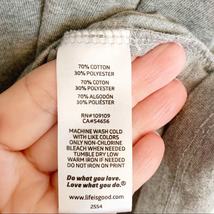 70% COTTON
30% POLYESTER
70% COTON
30% POLYESTER
70% ALGODÓN
30% POLIÉSTER
RN#109109
CA#54656
MACHINE WASH COLD
WITH LIKE COLORS
ONLY NON-CHLORINE
BLEACH WHEN NEEDED
TUMBLE DRY LOW
WARM IRON IF NEEDED
DO NOT IRON ON PRINT
Do what you love.
Love what you do.®
www.lifeisgood.com
2554